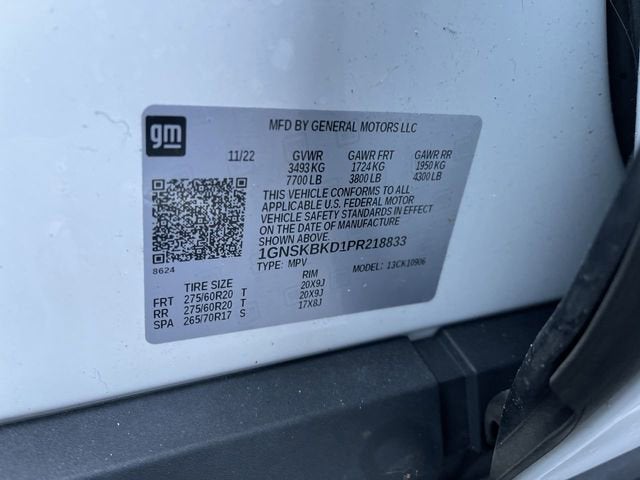 gm
MFD BY GENERAL MOTORS LLC
11/22 GVWR GAWR FRT GAWR RR
3493 KG 1724 KG 1950 KG
7700 LB 3800 LB 4300 LB
THIS VEHICLE CONFORMS TO ALL
APPLICABLE U.S. FEDERAL MOTOR
VEHICLE SAFETY STANDARDS IN EFFECT
ON THE DATE OF MANUFACTURE
SHOWN ABOVE.
1GNSKBKD1PR218833
8624
TYPE: MPV MODEL: 13CK10906
TIRE SIZE RIM
FRT 275/60R20 T 20X9J
RR 275/60R20 T 20X9J
SPA 265/70R17 S 17X8J